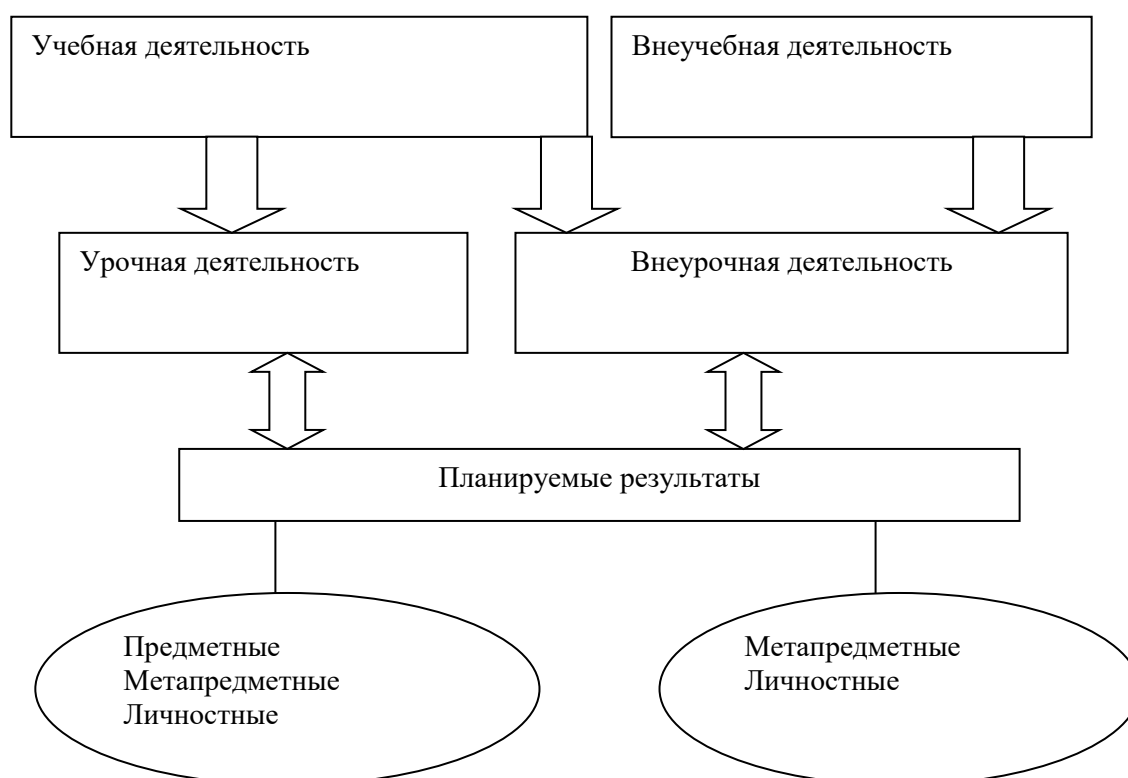 Учебная деятельность
Внеучебная деятельность
Урочная деятельность
Внеурочная деятельность
Планируемые результаты
Предметные
Метапредметные
Личностные
Метапредметные
Личностные